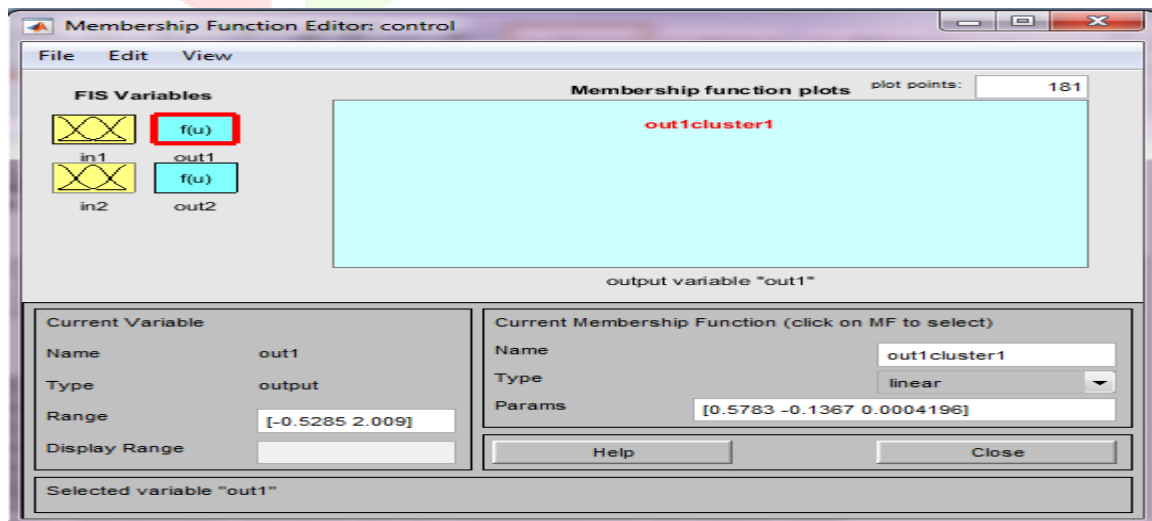 Membership Function Editor: control
File Edit View
FIS Variables
f(u)
in1 out1
f(u)
in2 out2
Membership function plots plot points: 181
out1cluster1
output variable "out1"
Current Variable
Name out1
Type output
Range [-0.5285 2.009]
Display Range
Current Membership Function (click on MF to select)
Name out1cluster1
Type linear
Params [0.5783 -0.1367 0.0004196]
Help Close
Selected variable "out1"